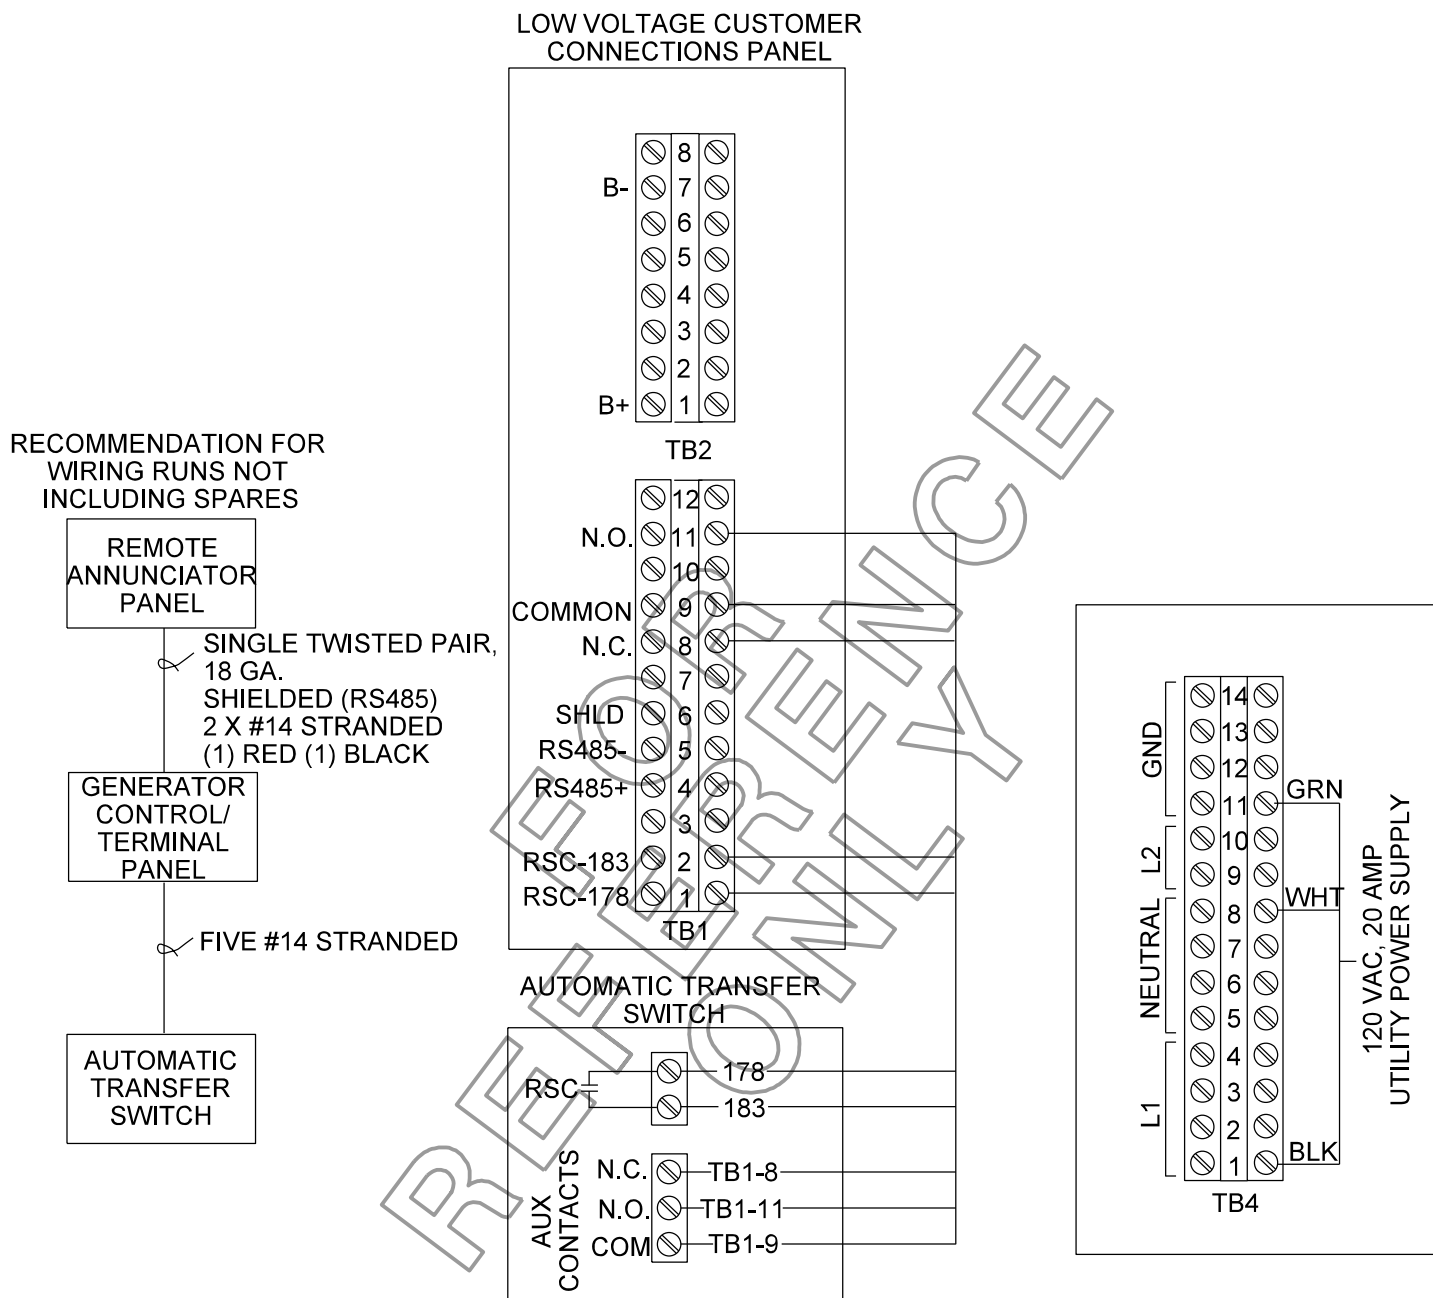 LOW VOLTAGE CUSTOMER
CONNECTIONS PANEL
8
B- 7
6
5
4
3
2
B+ 1
TB2
12
N.O. 11
10
COMMON 9
N.C. 8
7
SHLD 6
RS485- 5
RS485+ 4
3
RSC-183 2
RSC-178 1
TB1
RECOMMENDATION FOR
WIRING RUNS NOT
INCLUDING SPARES
REMOTE
ANNUNCIATOR
PANEL
SINGLE TWISTED PAIR,
18 GA.
SHIELDED (RS485)
2 X #14 STRANDED
(1) RED (1) BLACK
GENERATOR
CONTROL/
TERMINAL
PANEL
FIVE #14 STRANDED
AUTOMATIC
TRANSFER
SWITCH
AUTOMATIC TRANSFER
SWITCH
RSC
178
183
AUX
CONTACTS
N.C. TB1-8
N.O. TB1-11
COM TB1-9
GND
L2
NEUTRAL
L1
14
13
12
11 GRN
10
9
8 WHT
7
6
5
4
3
2
1 BLK
TB4
120 VAC, 20 AMP
UTILITY POWER SUPPLY
FOR
REFERENCE
ONLY